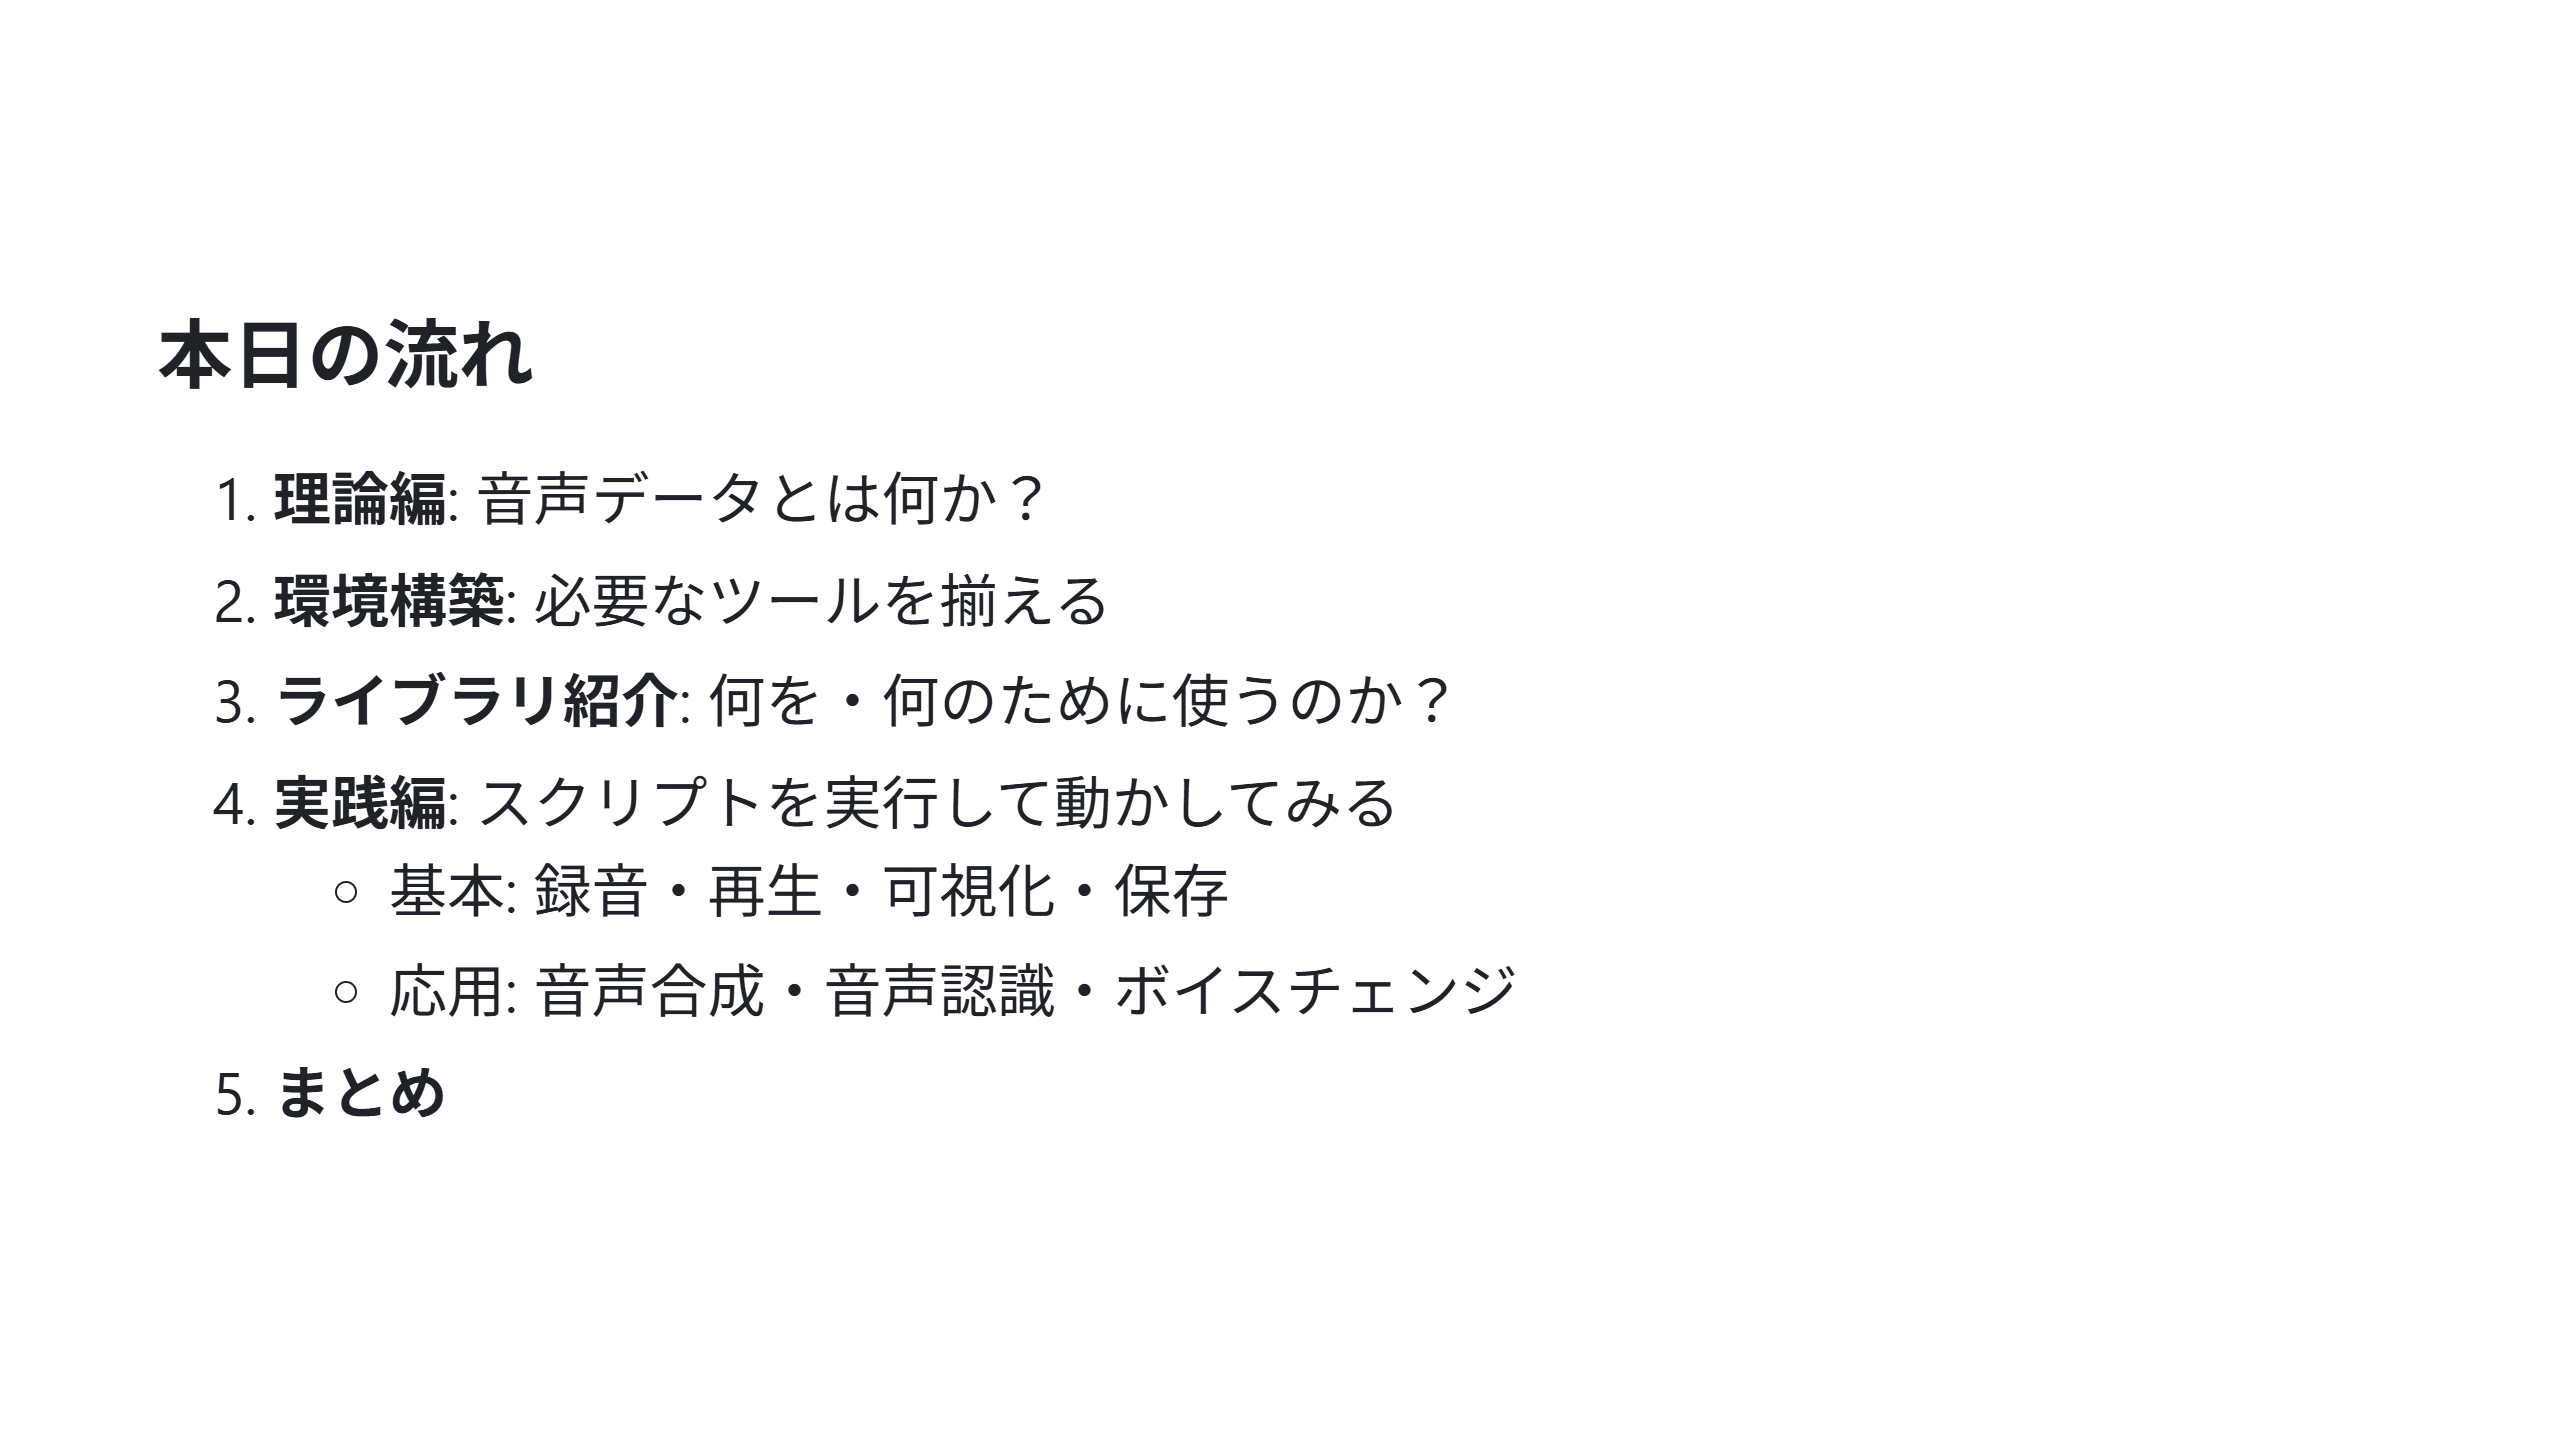 本日の流れ
1. 理論編: 音声データとは何か？
2. 環境構築: 必要なツールを揃える
3. ライブラリ紹介: 何を・何のために使うのか？
4. 実践編: スクリプトを実行して動かしてみる
○ 基本: 録音・再生・可視化・保存
○ 応用: 音声合成・音声認識・ボイスチェンジ
5. まとめ